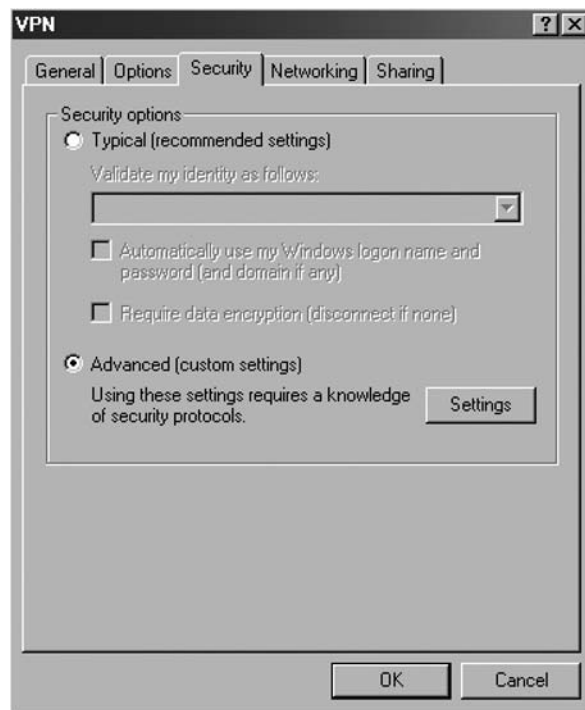 VPN
General Options Security Networking Sharing
Security options
Typical (recommended settings)
Validate my identity as follows:
Automatically use my Windows logon name and
password (and domain if any)
Require data encryption (disconnect if none)
Advanced (custom settings)
Using these settings requires a knowledge
of security protocols.
Settings
OK Cancel